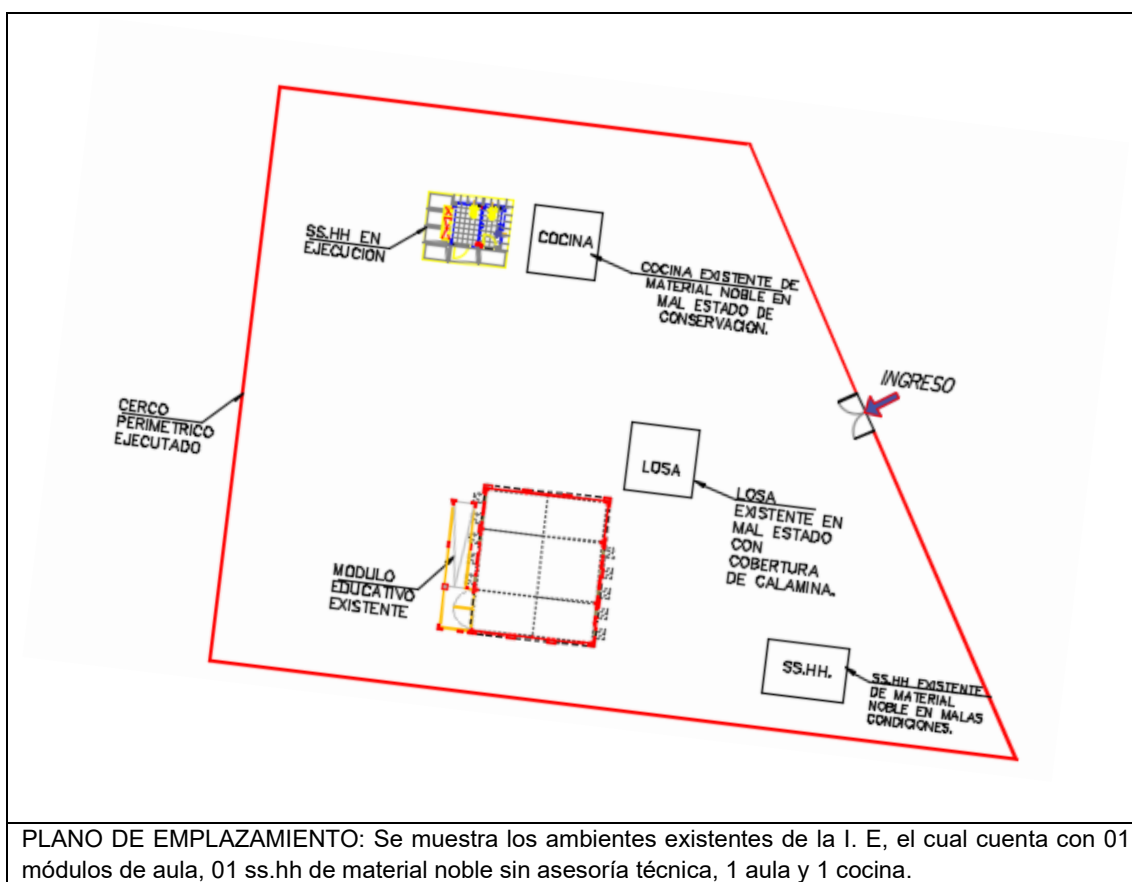 SS.HH EN
EJECUCION
COCINA
COCINA EXISTENTE DE
MATERIAL NOBLE EN
MAL ESTADO DE
CONSERVACION.
INGRESO
CERCO
PERIMETRICO
EJECUTADO
LOSA
LOSA
EXISTENTE EN
MAL ESTADO
CON
COBERTURA
DE CALAMINA.
MODULO
EDUCATIVO
EXISTENTE
SS.HH.
SS.HH EXISTENTE
DE MATERIAL
NOBLE EN MALAS
CONDICIONES.
PLANO DE EMPLAZAMIENTO: Se muestra los ambientes existentes de la I. E, el cual cuenta con 01
módulos de aula, 01 ss.hh de material noble sin asesoría técnica, 1 aula y 1 cocina.